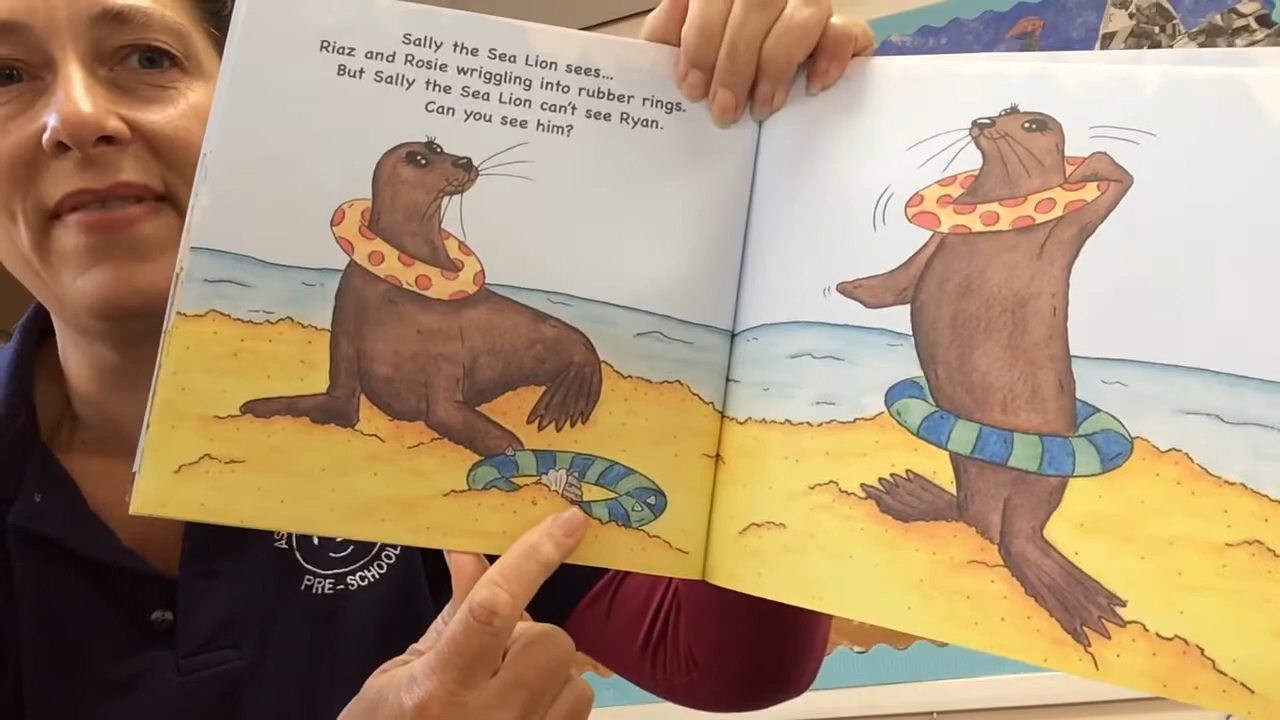 Sally the Sea Lion sees...
Riaz and Rosie wriggling into rubber rings.
But Sally the Sea Lion can't see Ryan.
Can you see him?
PRE-SCHOOL